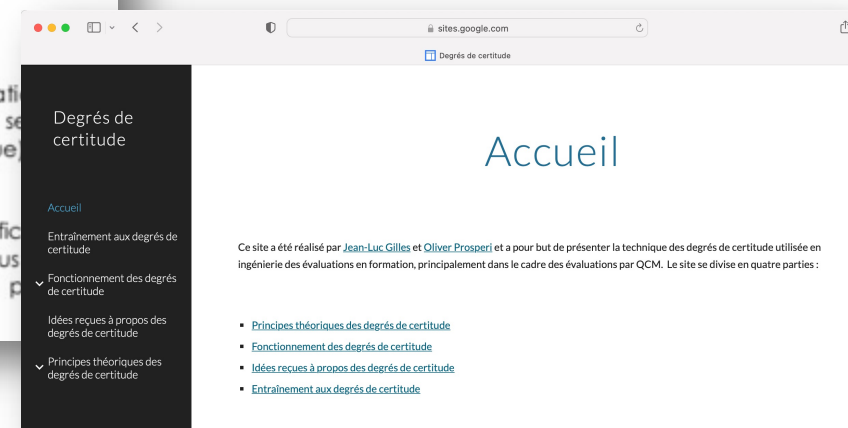 sites.google.com
Degrés de certitude
Degrés de
certitude
Accueil
Entraînement aux degrés de
certitude
Fonctionnement des degrés
de certitude
Idées reçues à propos des
degrés de certitude
Principes théoriques des
degrés de certitude
Accueil
Ce site a été réalisé par Jean-Luc Gilles et Oliver Prosperi et a pour but de présenter la technique des degrés de certitude utilisée en
ingénierie des évaluations en formation, principalement dans le cadre des évaluations par QCM. Le site se divise en quatre parties :
Principes théoriques des degrés de certitude
Fonctionnement des degrés de certitude
Idées reçues à propos des degrés de certitude
Entraînement aux degrés de certitude